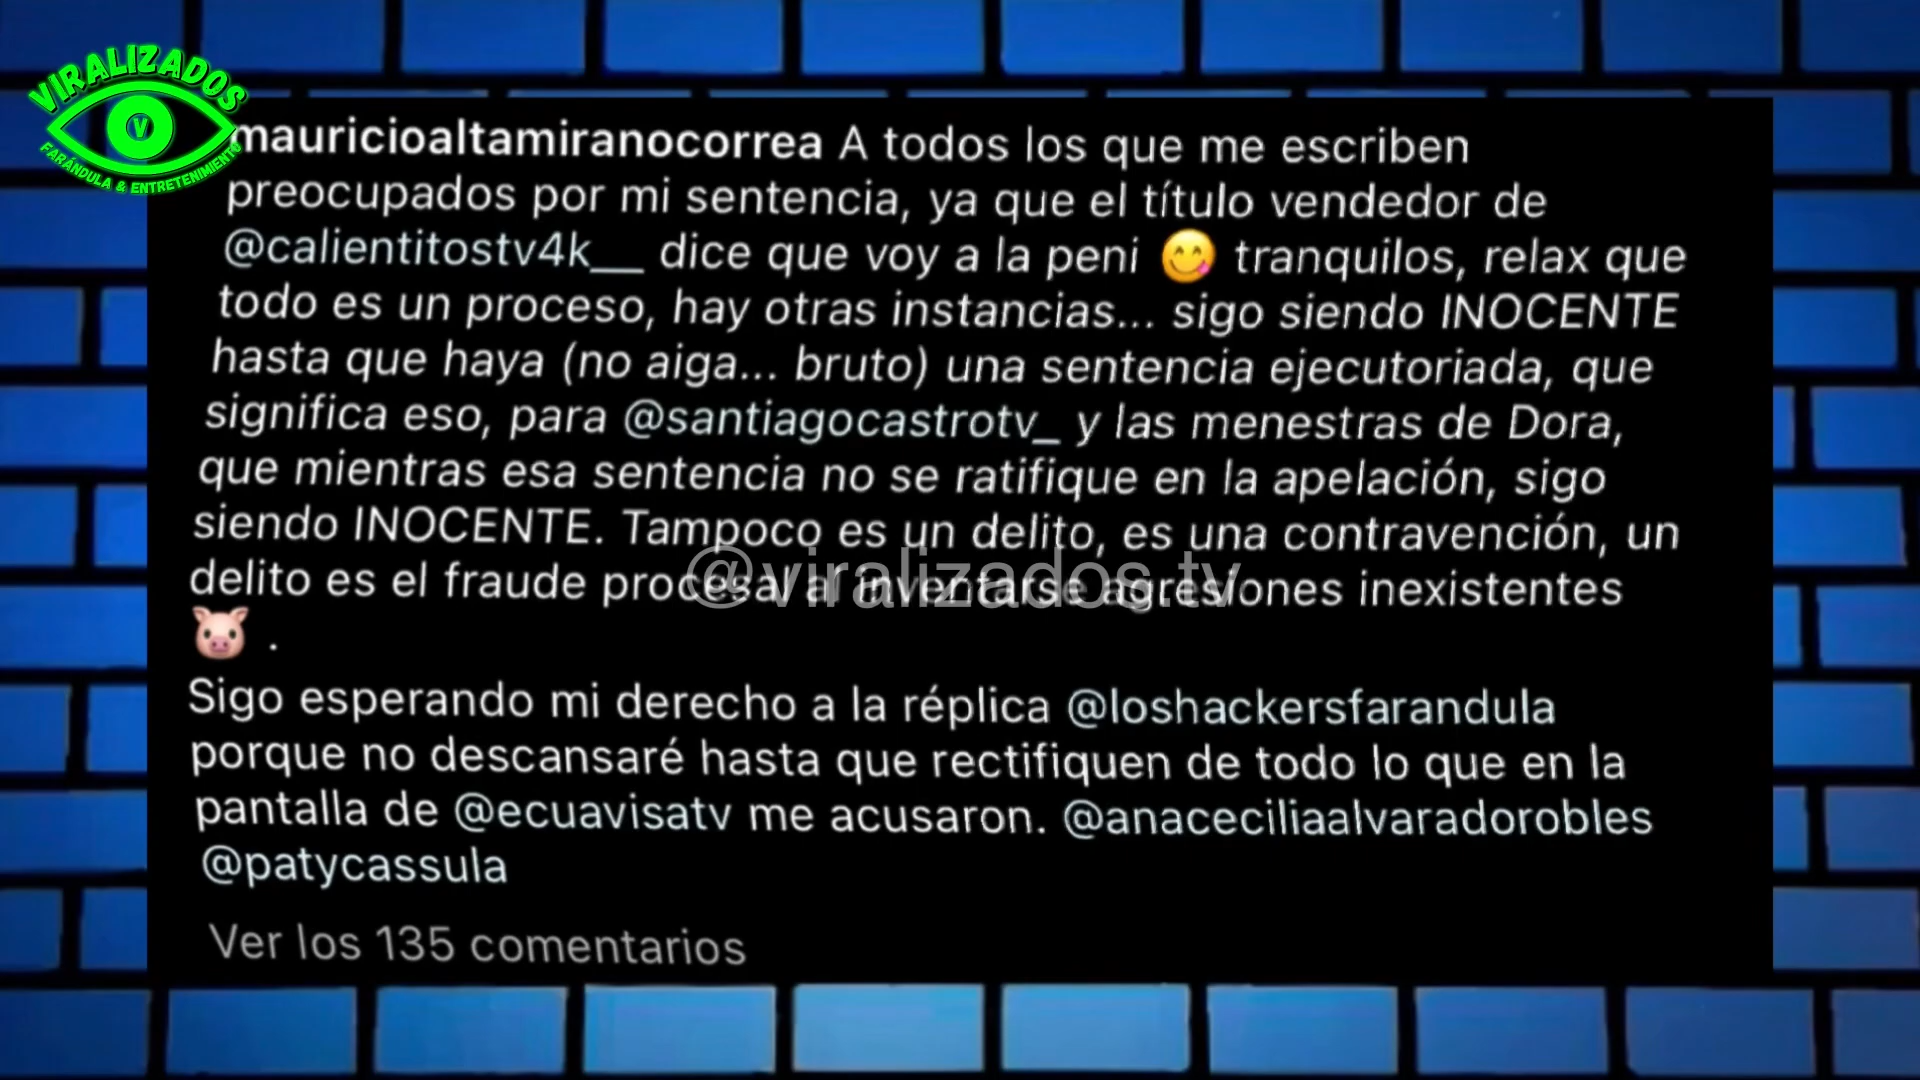 VIRALIZADOS
V
FARÁNDULA & ENTRETENIMIENTO
mauricioaltamiranocorrea A todos los que me escriben
preocupados por mi sentencia, ya que el título vendedor de
@calientitostv4k__ dice que voy a la peni 😋 tranquilos, relax que
todo es un proceso, hay otras instancias... sigo siendo INOCENTE
hasta que haya (no aiga... bruto) una sentencia ejecutoriada, que
significa eso, para @santiagocastrotv_ y las menestras de Dora,
que mientras esa sentencia no se ratifique en la apelación, sigo
siendo INOCENTE. Tampoco es un delito, es una contravención, un
delito es el fraude procesal al inventarse agresiones inexistentes
@viralizados.tv
🐷 .
Sigo esperando mi derecho a la réplica @loshackersfarandula
porque no descansaré hasta que rectifiquen de todo lo que en la
pantalla de @ecuavisatv me acusaron. @anaceciliaalvaradorobles
@patycassula
Ver los 135 comentarios